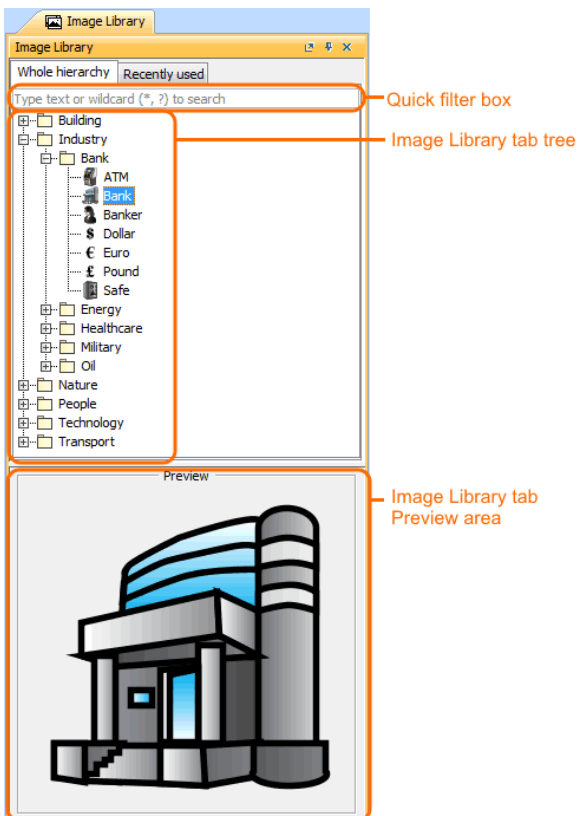 Image Library
Image Library
Whole hierarchy Recently used
Type text or wildcard (*, ?) to search
Quick filter box
Building
Image Library tab tree
Industry
Bank
ATM
Bank
Banker
$ Dollar
€ Euro
£ Pound
Safe
Energy
Healthcare
Military
Oil
Nature
People
Technology
Transport
Preview
Image Library tab
Preview area